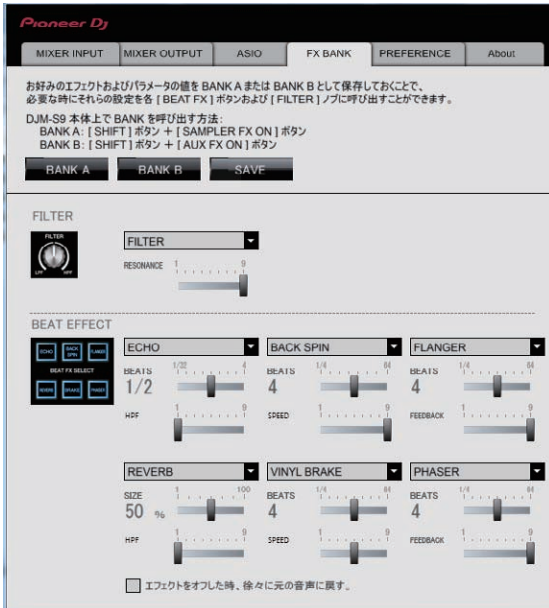 Pioneer Dj
MIXER INPUT
MIXER OUTPUT
ASIO
FX BANK
PREFERENCE
About
お好みのエフェクトおよびパラメータの値を BANK A または BANK B として保存しておくことで、
必要な時にそれらの設定を各 [ BEAT FX ] ボタンおよび [ FILTER ] ノブに呼び出すことができます。
DJM-S9 本体上で BANK を呼び出す方法:
BANK A: [ SHIFT ] ボタン + [ SAMPLER FX ON ] ボタン
BANK B: [ SHIFT ] ボタン + [ AUX FX ON ] ボタン
BANK A
BANK B
SAVE
FILTER
FILTER
LPF HPF
FILTER
RESONANCE 1 9
BEAT EFFECT
ECHO BACK SPIN FLANGER
BEAT FX SELECT
REVERB BRAKE PHASER
ECHO
BEATS 4
1/2
HPF 1 9
BACK SPIN
BEATS 1/4 64
4
SPEED 1 9
FLANGER
BEATS 1/4 64
4
FEEDBACK 1 9
REVERB
SIZE 1 100
50 %
HPF 1 9
VINYL BRAKE
BEATS 1/4 64
4
SPEED 1 9
PHASER
BEATS 1/4 64
4
FEEDBACK 1 9
エフェクトをオフした時、徐々に元の音声に戻す。